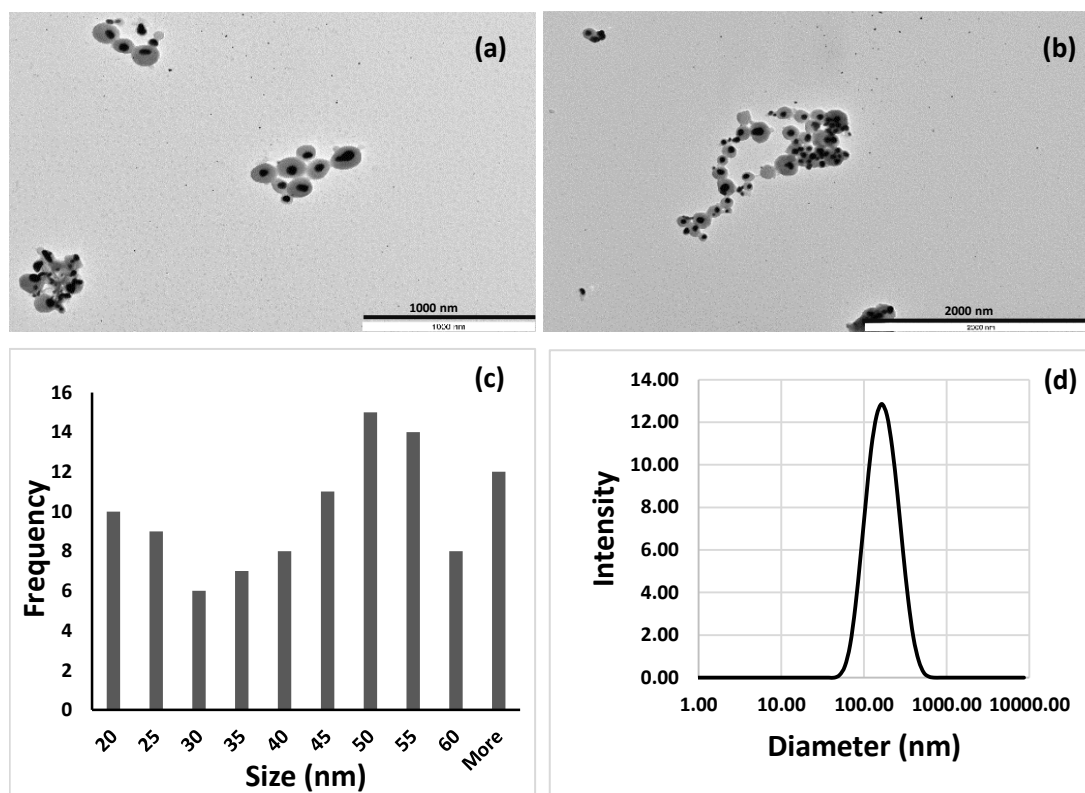 (a)
1000 nm
1000 nm
(b)
2000 nm
2000 nm
(c)
Frequency
16
14
12
10
8
6
4
2
0
20 25 30 35 40 45 50 55 60 More
Size (nm)
(d)
Intensity
14.00
12.00
10.00
8.00
6.00
4.00
2.00
0.00
1.00 10.00 100.00 1000.00 10000.00
Diameter (nm)